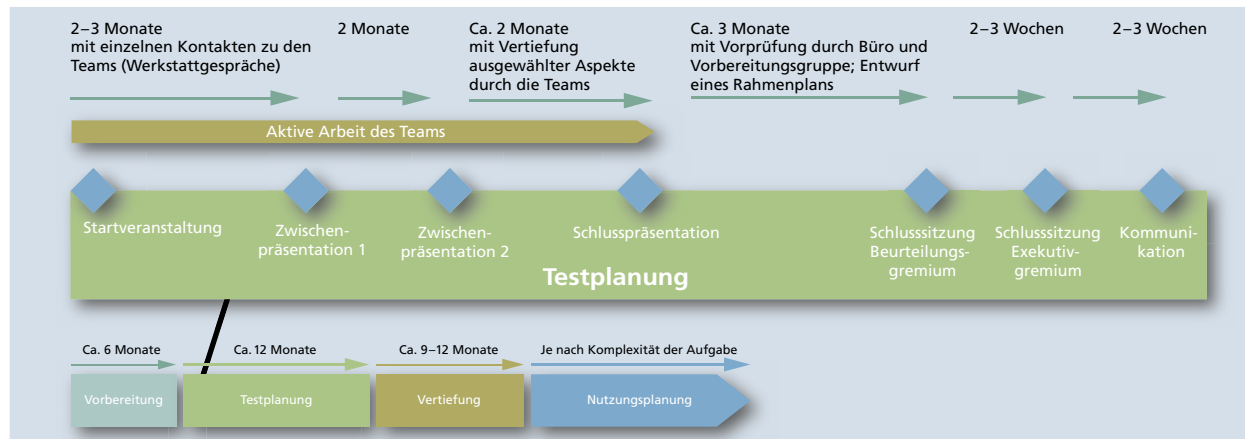 2–3 Monate
mit einzelnen Kontakten zu den
Teams (Werkstattgespräche)
2 Monate
Ca. 2 Monate
mit Vertiefung
ausgewählter Aspekte
durch die Teams
Ca. 3 Monate
mit Vorprüfung durch Büro und
Vorbereitungsgruppe; Entwurf
eines Rahmenplans
2–3 Wochen
2–3 Wochen
Aktive Arbeit des Teams
Startveranstaltung
Zwischen-
präsentation 1
Zwischen-
präsentation 2
Schlusspräsentation
Schlusssitzung
Beurteilungs-
gremium
Schlusssitzung
Exekutiv-
gremium
Kommuni-
kation
Testplanung
Ca. 6 Monate
Ca. 12 Monate
Ca. 9–12 Monate
Je nach Komplexität der Aufgabe
Vorbereitung
Testplanung
Vertiefung
Nutzungsplanung